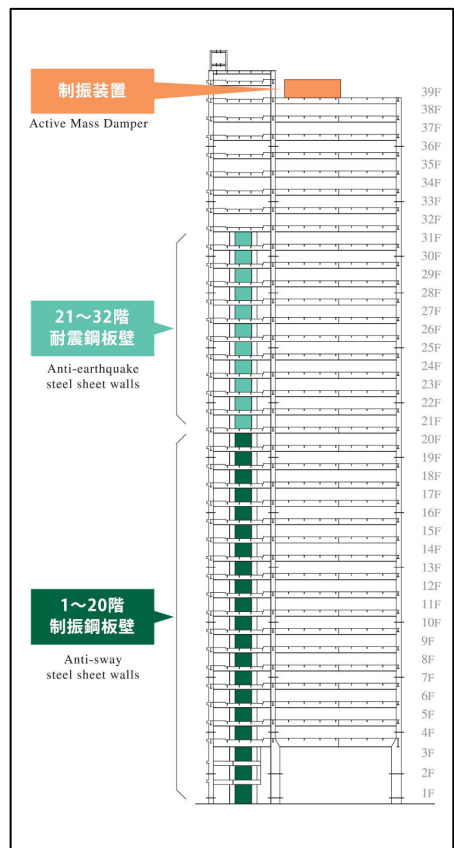 制振装置
Active Mass Damper
21〜32階
耐震鋼板壁
Anti-earthquake
steel sheet walls
1〜20階
制振鋼板壁
Anti-sway
steel sheet walls
39F
38F
37F
36F
35F
34F
33F
32F
31F
30F
29F
28F
27F
26F
25F
24F
23F
22F
21F
20F
19F
18F
17F
16F
15F
14F
13F
12F
11F
10F
9F
8F
7F
6F
5F
4F
3F
2F
1F